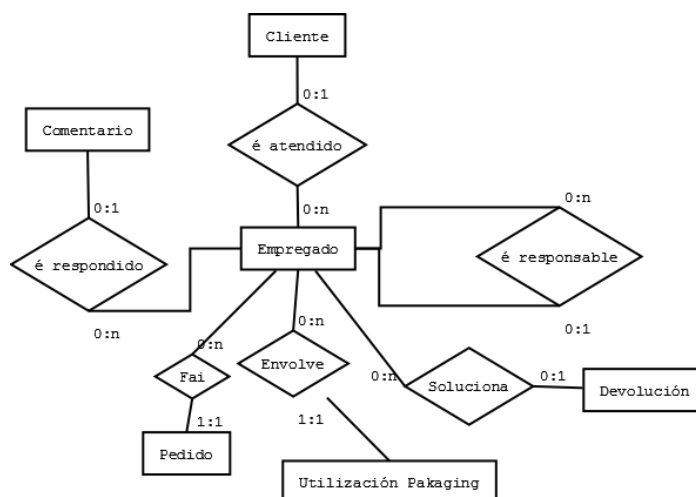 Cliente
0:1
Comentario
é atendido
0:n
0:1
0:n
Empregado
é respondido
é responsable
0:n
0:n
0:n
0:1
Envolve
Fai
0:n
Soluciona
0:1
Devolución
1:1
1:1
Pedido
Utilización Pakaging